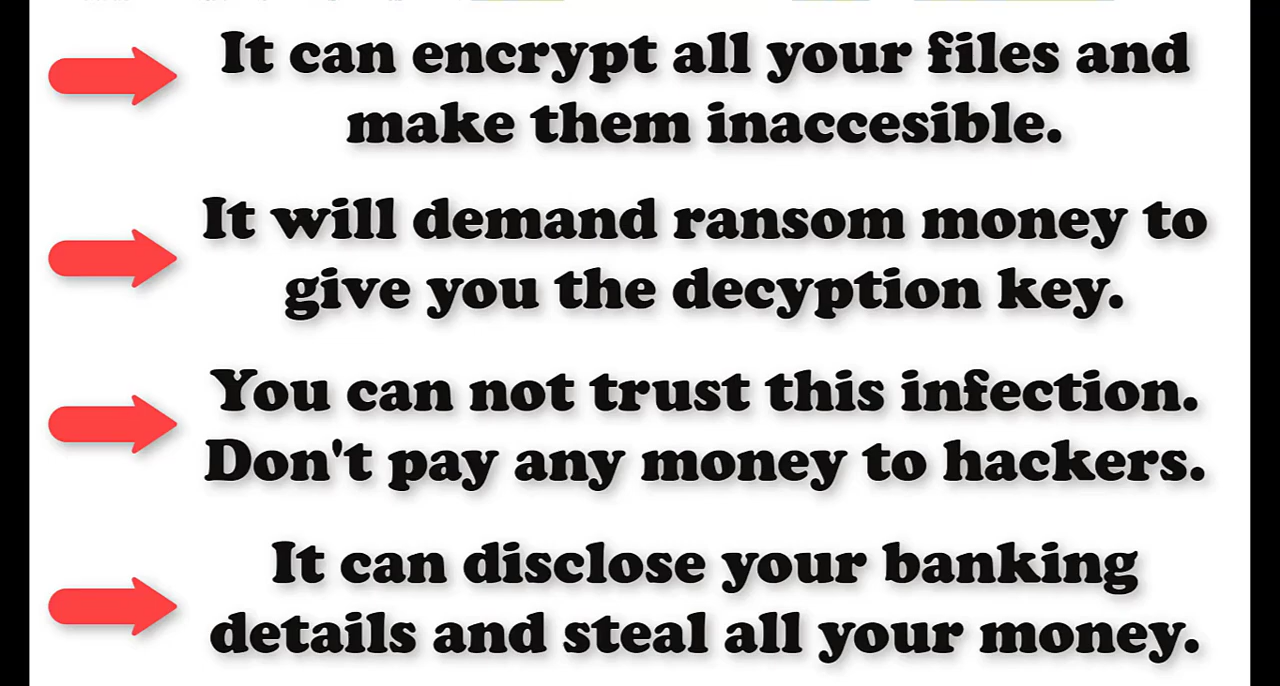 It can encrypt all your files and
make them inaccesible.
It will demand ransom money to
give you the decyption key.
You can not trust this infection.
Don't pay any money to hackers.
It can disclose your banking
details and steal all your money.